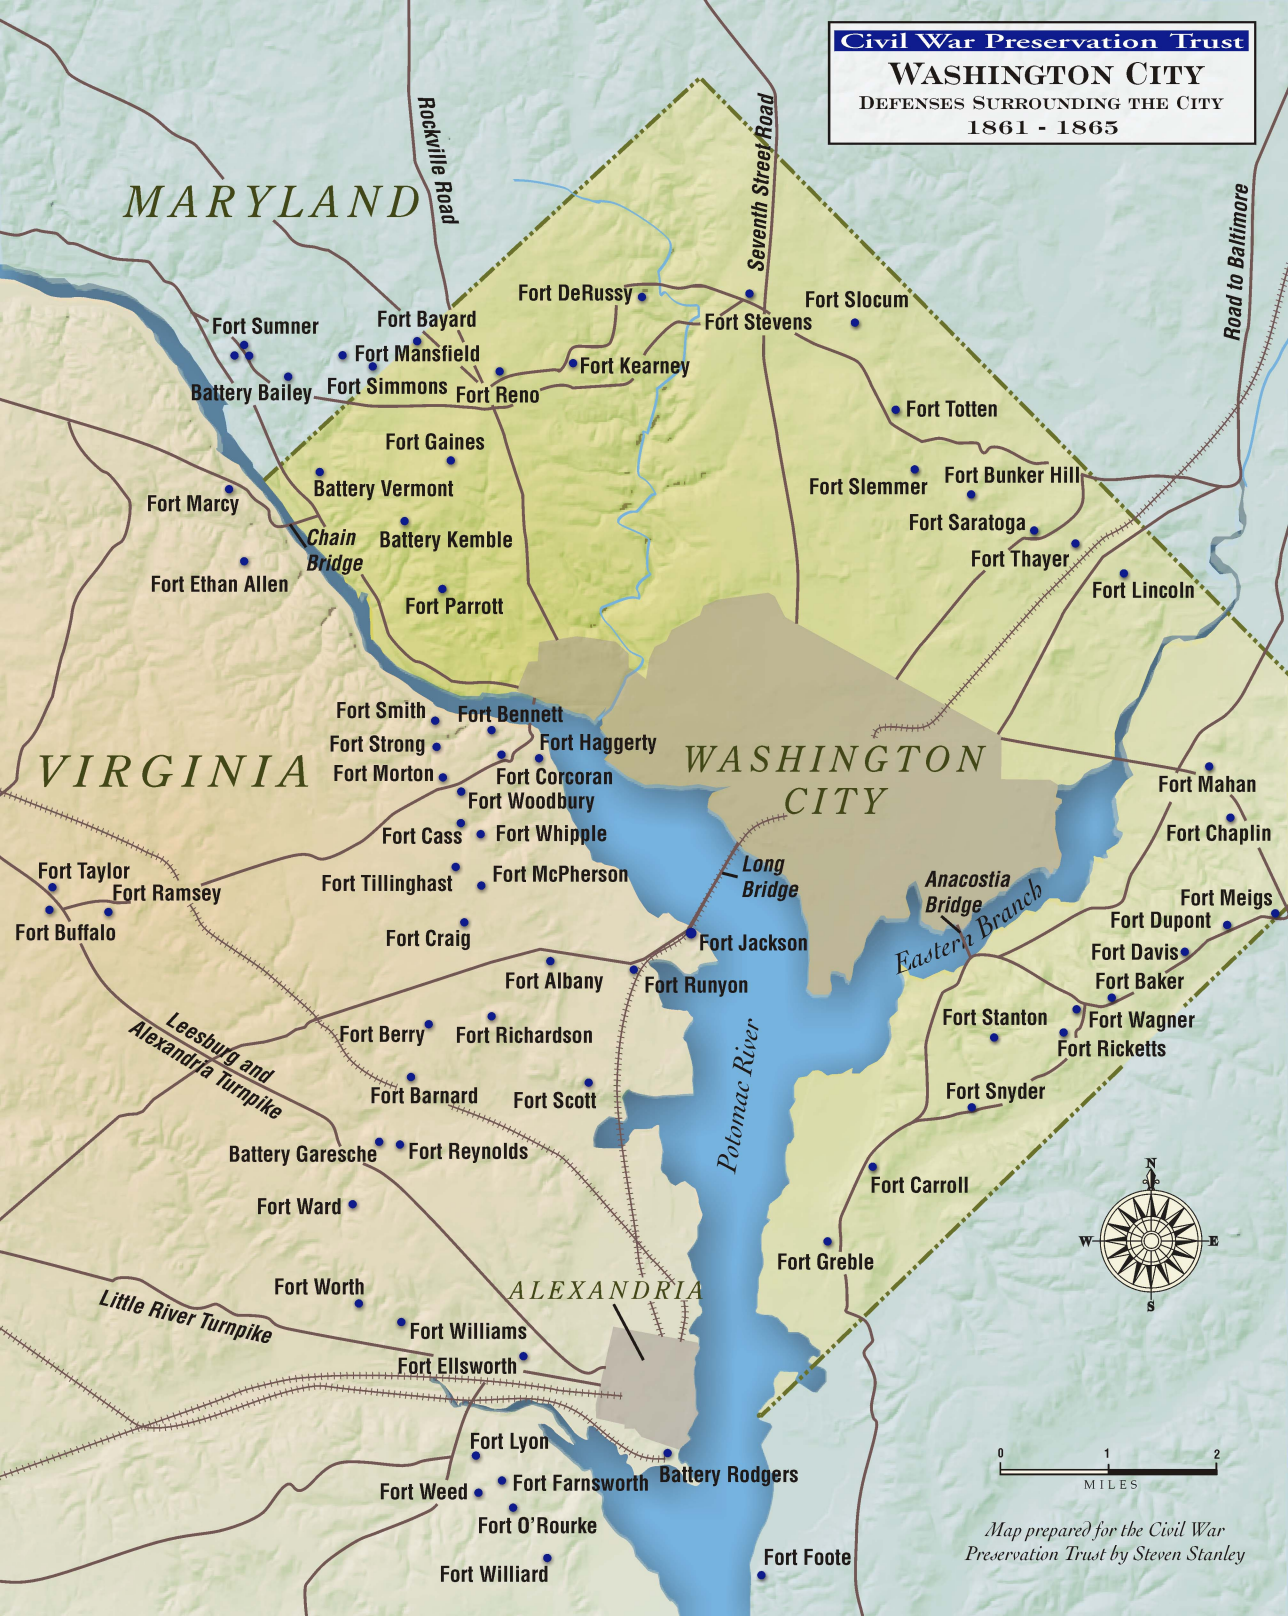 Civil War Preservation Trust
Washington City
Defenses Surrounding the City
1861 - 1865
Rockville Road
Seventh Street Road
Road to Baltimore
MARYLAND
Fort DeRussy
Fort Slocum
Fort Stevens
Fort Sumner
Fort Bayard
Fort Mansfield
Fort Kearney
Battery Bailey
Fort Simmons
Fort Reno
Fort Totten
Fort Gaines
Fort Slemmer
Fort Bunker Hill
Battery Vermont
Fort Marcy
Fort Saratoga
Chain
Bridge
Battery Kemble
Fort Thayer
Fort Ethan Allen
Fort Lincoln
Fort Parrott
Fort Smith
Fort Bennett
Fort Strong
Fort Haggerty
VIRGINIA
WASHINGTON
CITY
Fort Morton
Fort Corcoran
Fort Mahan
Fort Woodbury
Fort Cass
Fort Whipple
Fort Chaplin
Fort Taylor
Fort Ramsey
Fort Tillinghast
Fort McPherson
Long
Bridge
Anacostia
Bridge
Eastern Branch
Fort Meigs
Fort Dupont
Fort Buffalo
Fort Craig
Fort Jackson
Fort Davis
Fort Albany
Fort Runyon
Fort Baker
Fort Stanton
Fort Wagner
Fort Berry
Fort Richardson
Fort Ricketts
Leesburg and
Alexandria Turnpike
Fort Barnard
Fort Scott
Fort Snyder
Potomac River
Battery Garesche
Fort Reynolds
Fort Carroll
Fort Ward
Fort Greble
N
W
E
S
Fort Worth
ALEXANDRIA
Little River Turnpike
Fort Williams
Fort Ellsworth
Fort Lyon
Battery Rodgers
Fort Weed
Fort Farnsworth
Fort O'Rourke
Fort Williard
Fort Foote
0 1 2
MILES
Map prepared for the Civil War
Preservation Trust by Steven Stanley